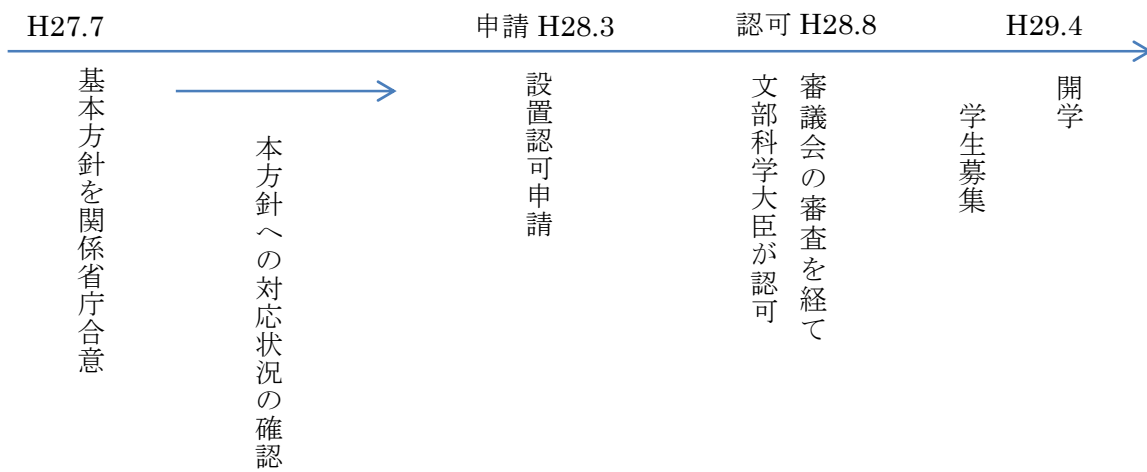 H27.7
申請 H28.3
認可 H28.8
H29.4
基本方針を関係省庁合意
本方針への対応状況の確認
設置認可申請
審議会の審査を経て
文部科学大臣が認可
学生募集
開学